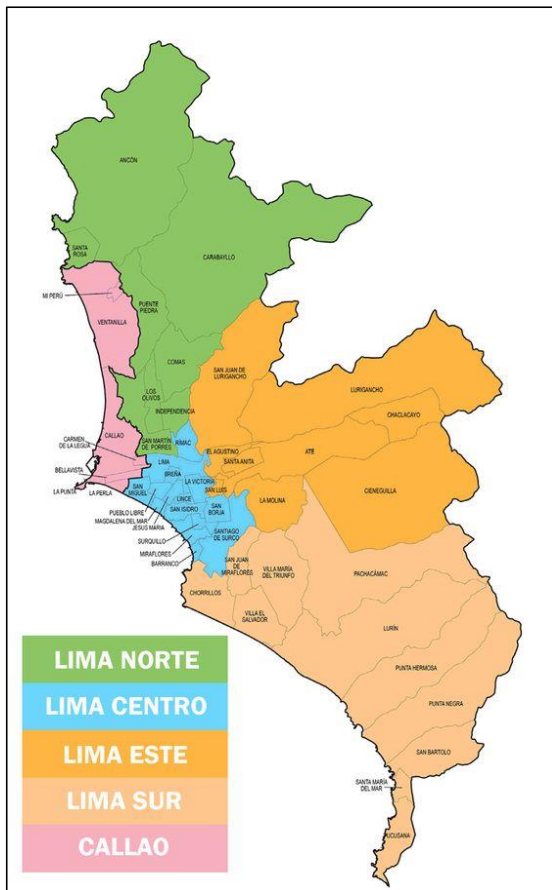 ANCÓN
SANTA
ROSA
CARABAYLLO
MI PERÚ
VENTANILLA
PUENTE
PIEDRA
COMAS
SAN JUAN DE
LURIGANCHO
LURIGANCHO
LOS
OLIVOS
INDEPENDENCIA
CHACLACAYO
CALLAO
CARMEN
DE LA LEGUA
SAN MARTÍN
DE PORRES
RÍMAC
LIMA
EL AGUSTINO
SANTA ANITA
ATE
BELLAVISTA
BREÑA
LA VICTORIA
CIENEGUILLA
LA PUNTA
LA PERLA
SAN
MIGUEL
LINCE
SAN LUIS
LA MOLINA
PUEBLO LIBRE
MAGDALENA DEL MAR
JESÚS MARÍA
SAN ISIDRO
SAN
BORJA
SURQUILLO
MIRAFLORES
BARRANCO
SANTIAGO
DE SURCO
SAN JUAN
DE
MIRAFLORES
VILLA MARÍA
DEL TRIUNFO
PACHACÁMAC
CHORRILLOS
VILLA EL
SALVADOR
LURÍN
PUNTA HERMOSA
PUNTA NEGRA
SAN BARTOLO
SANTA MARÍA
DEL MAR
PUCUSANA
LIMA NORTE
LIMA CENTRO
LIMA ESTE
LIMA SUR
CALLAO